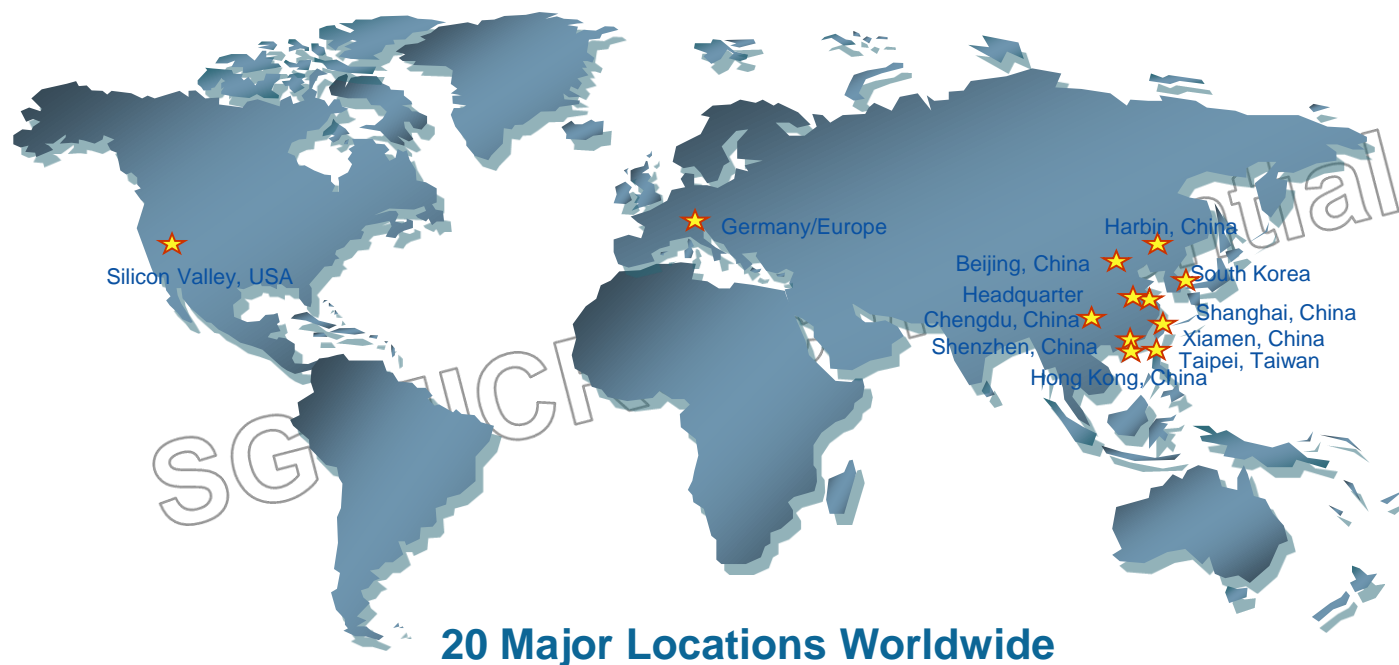 Germany/Europe
Harbin, China
Beijing, China
South Korea
Silicon Valley, USA
Headquarter
Chengdu, China
Shanghai, China
Xiamen, China
Shenzhen, China
Taipei, Taiwan
Hong Kong, China
20 Major Locations Worldwide